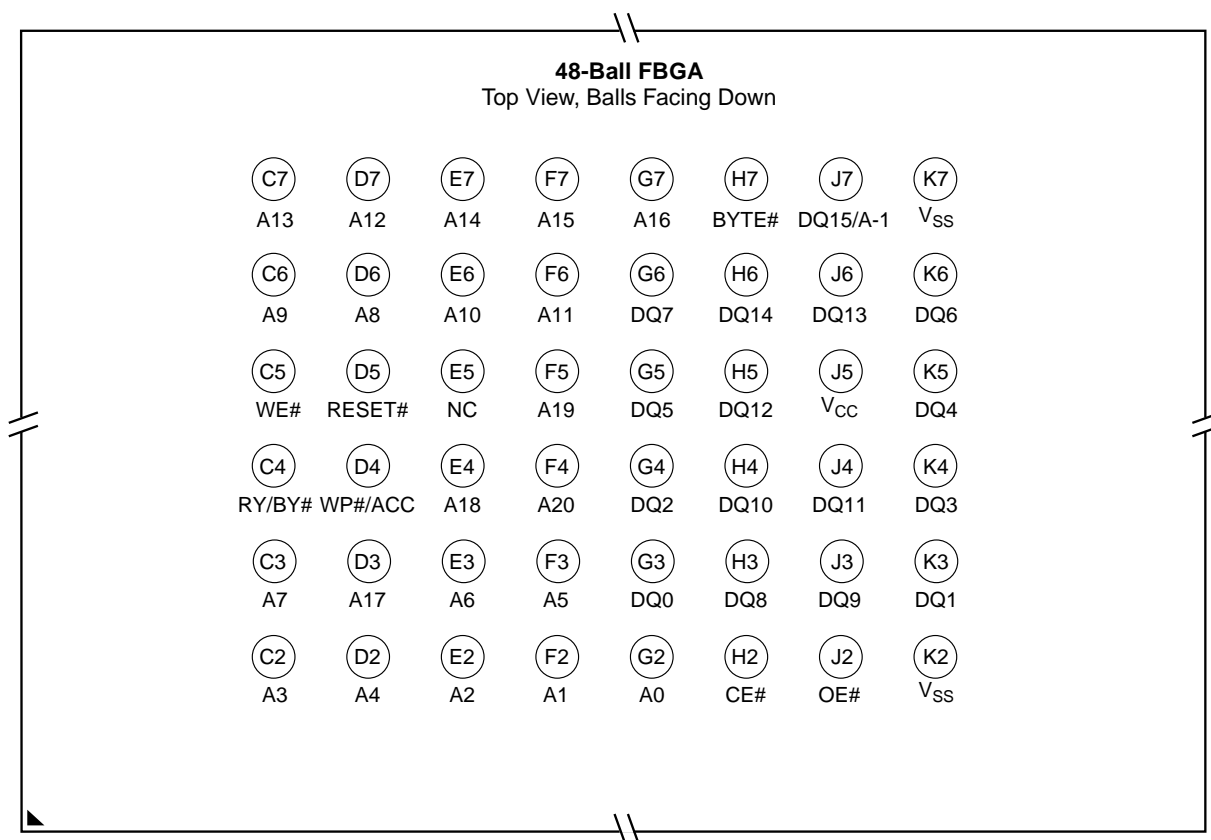 48-Ball FBGA
Top View, Balls Facing Down
C7 D7 E7 F7 G7 H7 J7 K7
A13 A12 A14 A15 A16 BYTE# DQ15/A-1 VSS
C6 D6 E6 F6 G6 H6 J6 K6
A9 A8 A10 A11 DQ7 DQ14 DQ13 DQ6
C5 D5 E5 F5 G5 H5 J5 K5
WE# RESET# NC A19 DQ5 DQ12 VCC DQ4
C4 D4 E4 F4 G4 H4 J4 K4
RY/BY# WP#/ACC A18 A20 DQ2 DQ10 DQ11 DQ3
C3 D3 E3 F3 G3 H3 J3 K3
A7 A17 A6 A5 DQ0 DQ8 DQ9 DQ1
C2 D2 E2 F2 G2 H2 J2 K2
A3 A4 A2 A1 A0 CE# OE# VSS